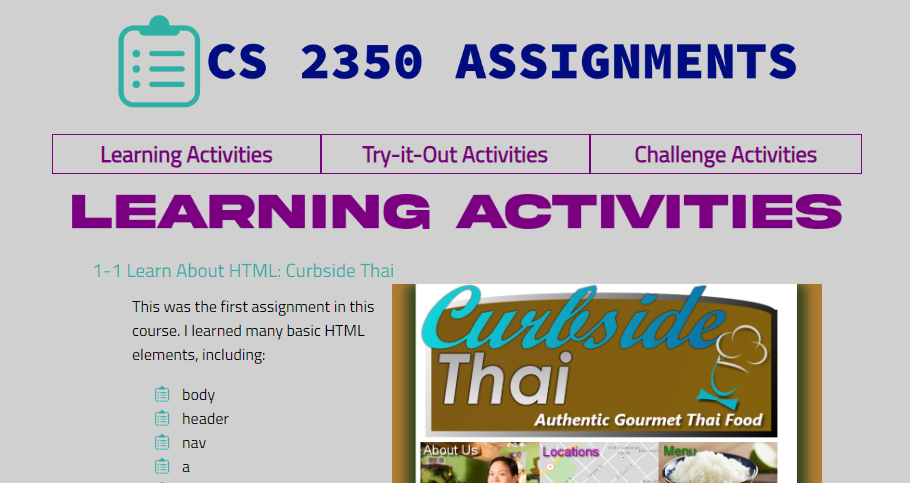 CS 2350 ASSIGNMENTS
Learning Activities
Try-it-Out Activities
Challenge Activities
LEARNING ACTIVITIES
1-1 Learn About HTML: Curbside Thai
This was the first assignment in this
course. I learned many basic HTML
elements, including:
body
header
nav
a
Curbside
Thai
Authentic Gourmet Thai Food
About Us
Locations
Menu